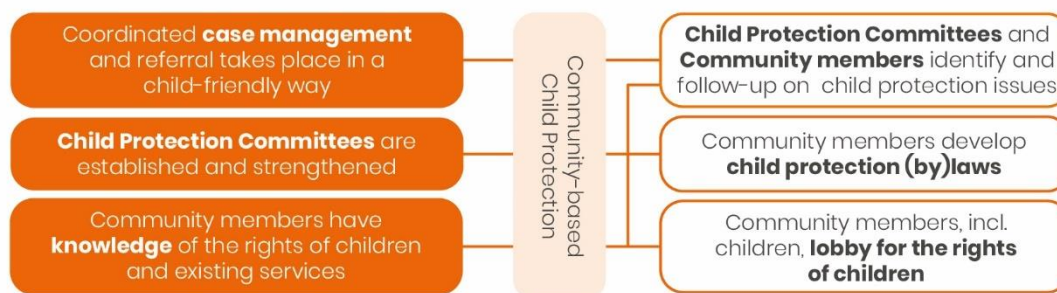 Coordinated case management
and referral takes place in a
child-friendly way
Child Protection Committees are
established and strengthened
Community members have
knowledge of the rights of children
and existing services
Community-based
Child Protection
Child Protection Committees and
Community members identify and
follow-up on child protection issues
Community members develop
child protection (by)laws
Community members, incl.
children, lobby for the rights
of children